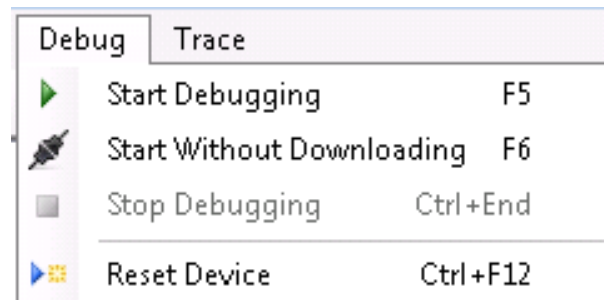 Debug Trace
Start Debugging F5
Start Without Downloading F6
Stop Debugging Ctrl+End
Reset Device Ctrl+F12